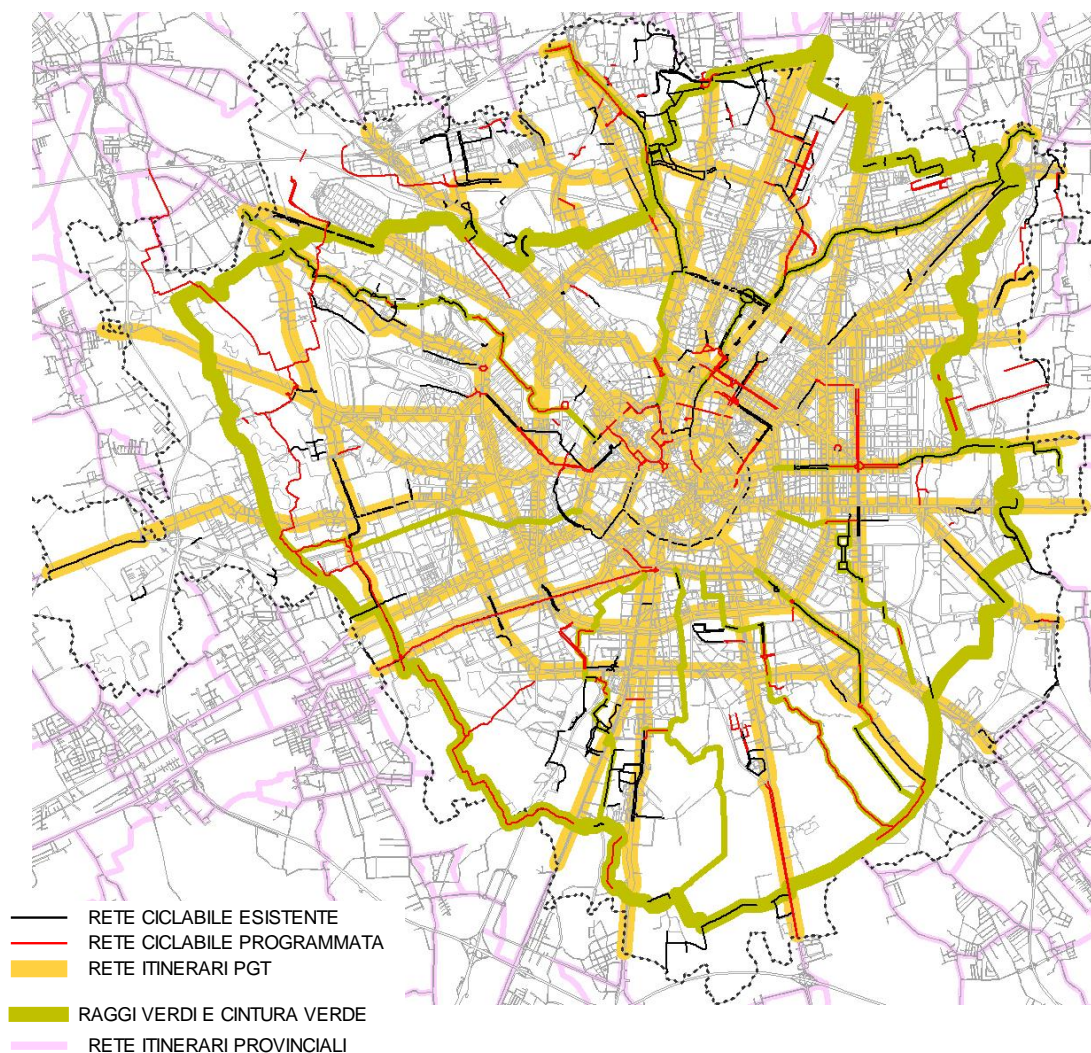 RETE CICLABILE ESISTENTE
RETE CICLABILE PROGRAMMATA
RETE ITINERARI PGT
RAGGI VERDI E CINTURA VERDE
RETE ITINERARI PROVINCIALI